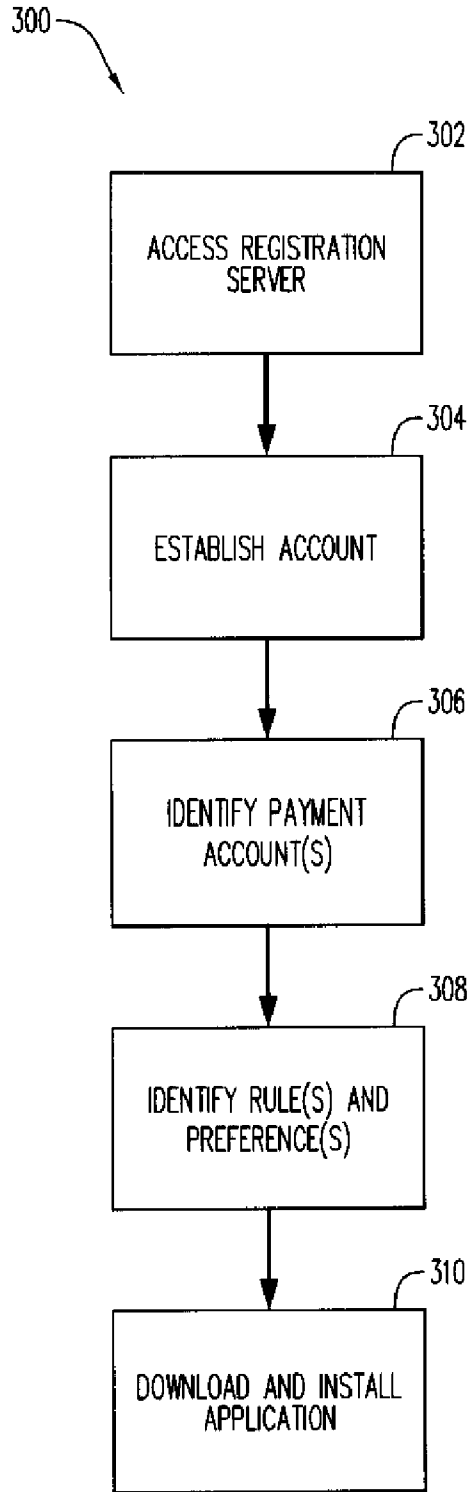 300
302
ACCESS REGISTRATION
SERVER
304
ESTABLISH ACCOUNT
306
IDENTIFY PAYMENT
ACCOUNT(S)
308
IDENTIFY RULE(S) AND
PREFERENCE(S)
310
DOWNLOAD AND INSTALL
APPLICATION